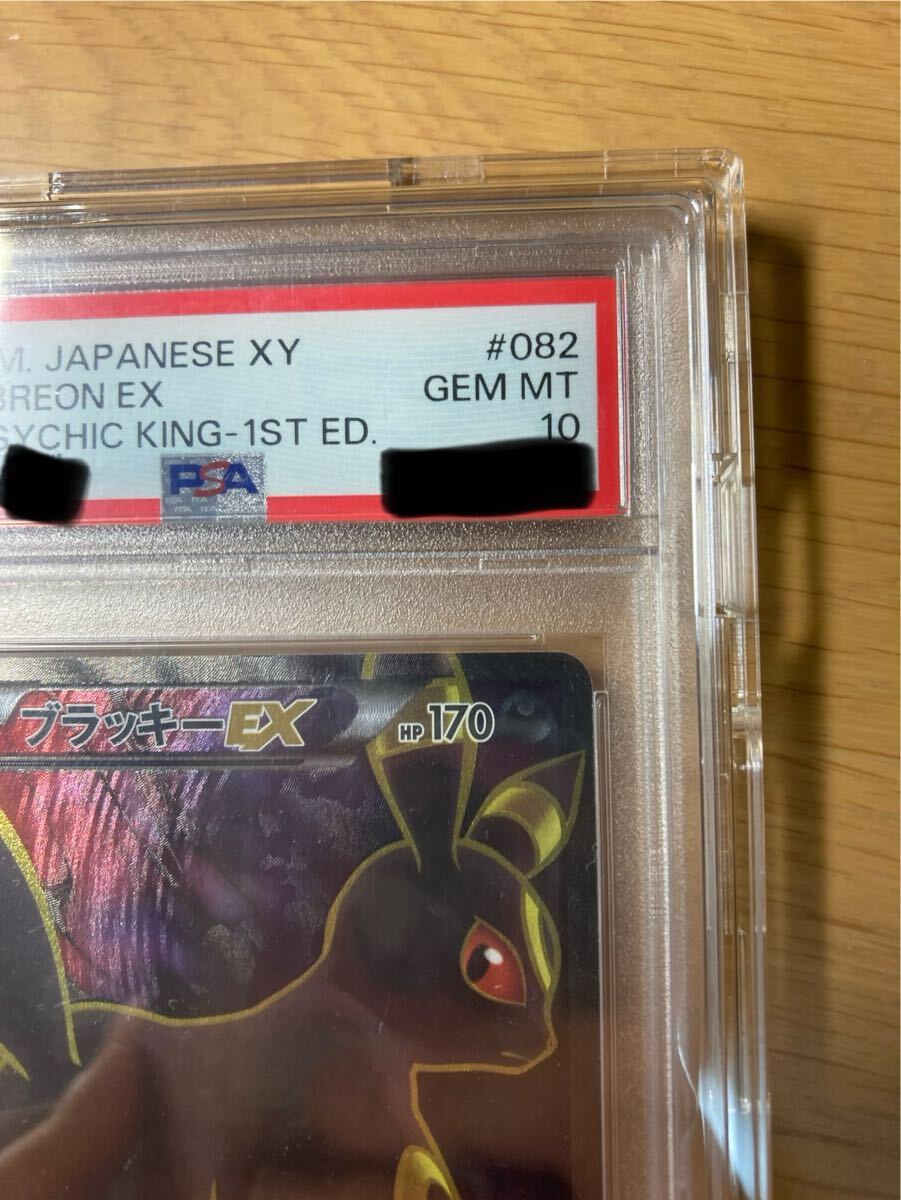 M. JAPANESE XY #082
BREON EX GEM MT
SYCHIC KING-1ST ED. 10
PSA
ブラッキーEX HP170